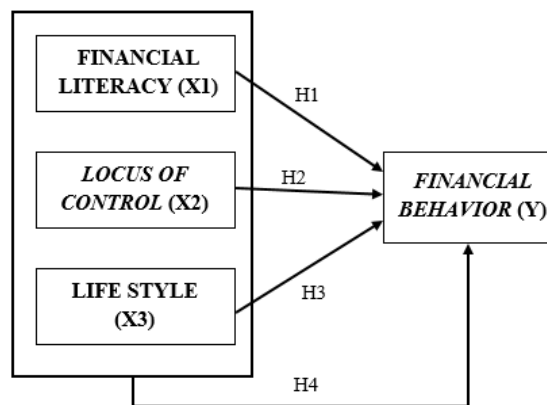 FINANCIAL
LITERACY (X1)
H1
LOCUS OF
CONTROL (X2)
H2
FINANCIAL
BEHAVIOR (Y)
LIFE STYLE
(X3)
H3
H4